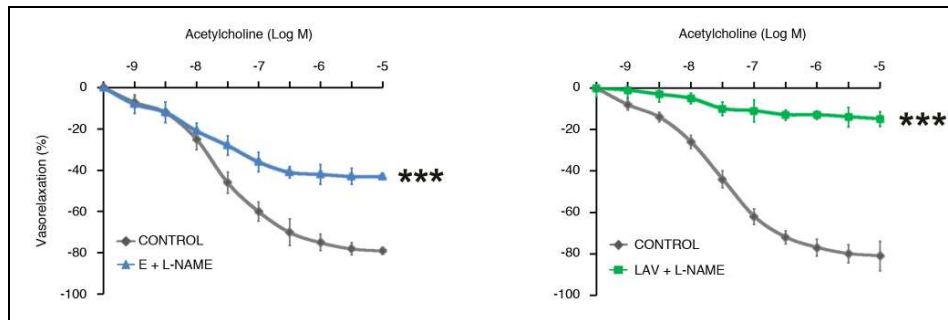 Acetylcholine (Log M)
-9 -8 -7 -6 -5
0
-20
-40
-60
-80
-100
Vasorelaxation (%)
***
CONTROL
E + L-NAME
Acetylcholine (Log M)
-9 -8 -7 -6 -5
0
-20
-40
-60
-80
-100
***
CONTROL
LAV + L-NAME